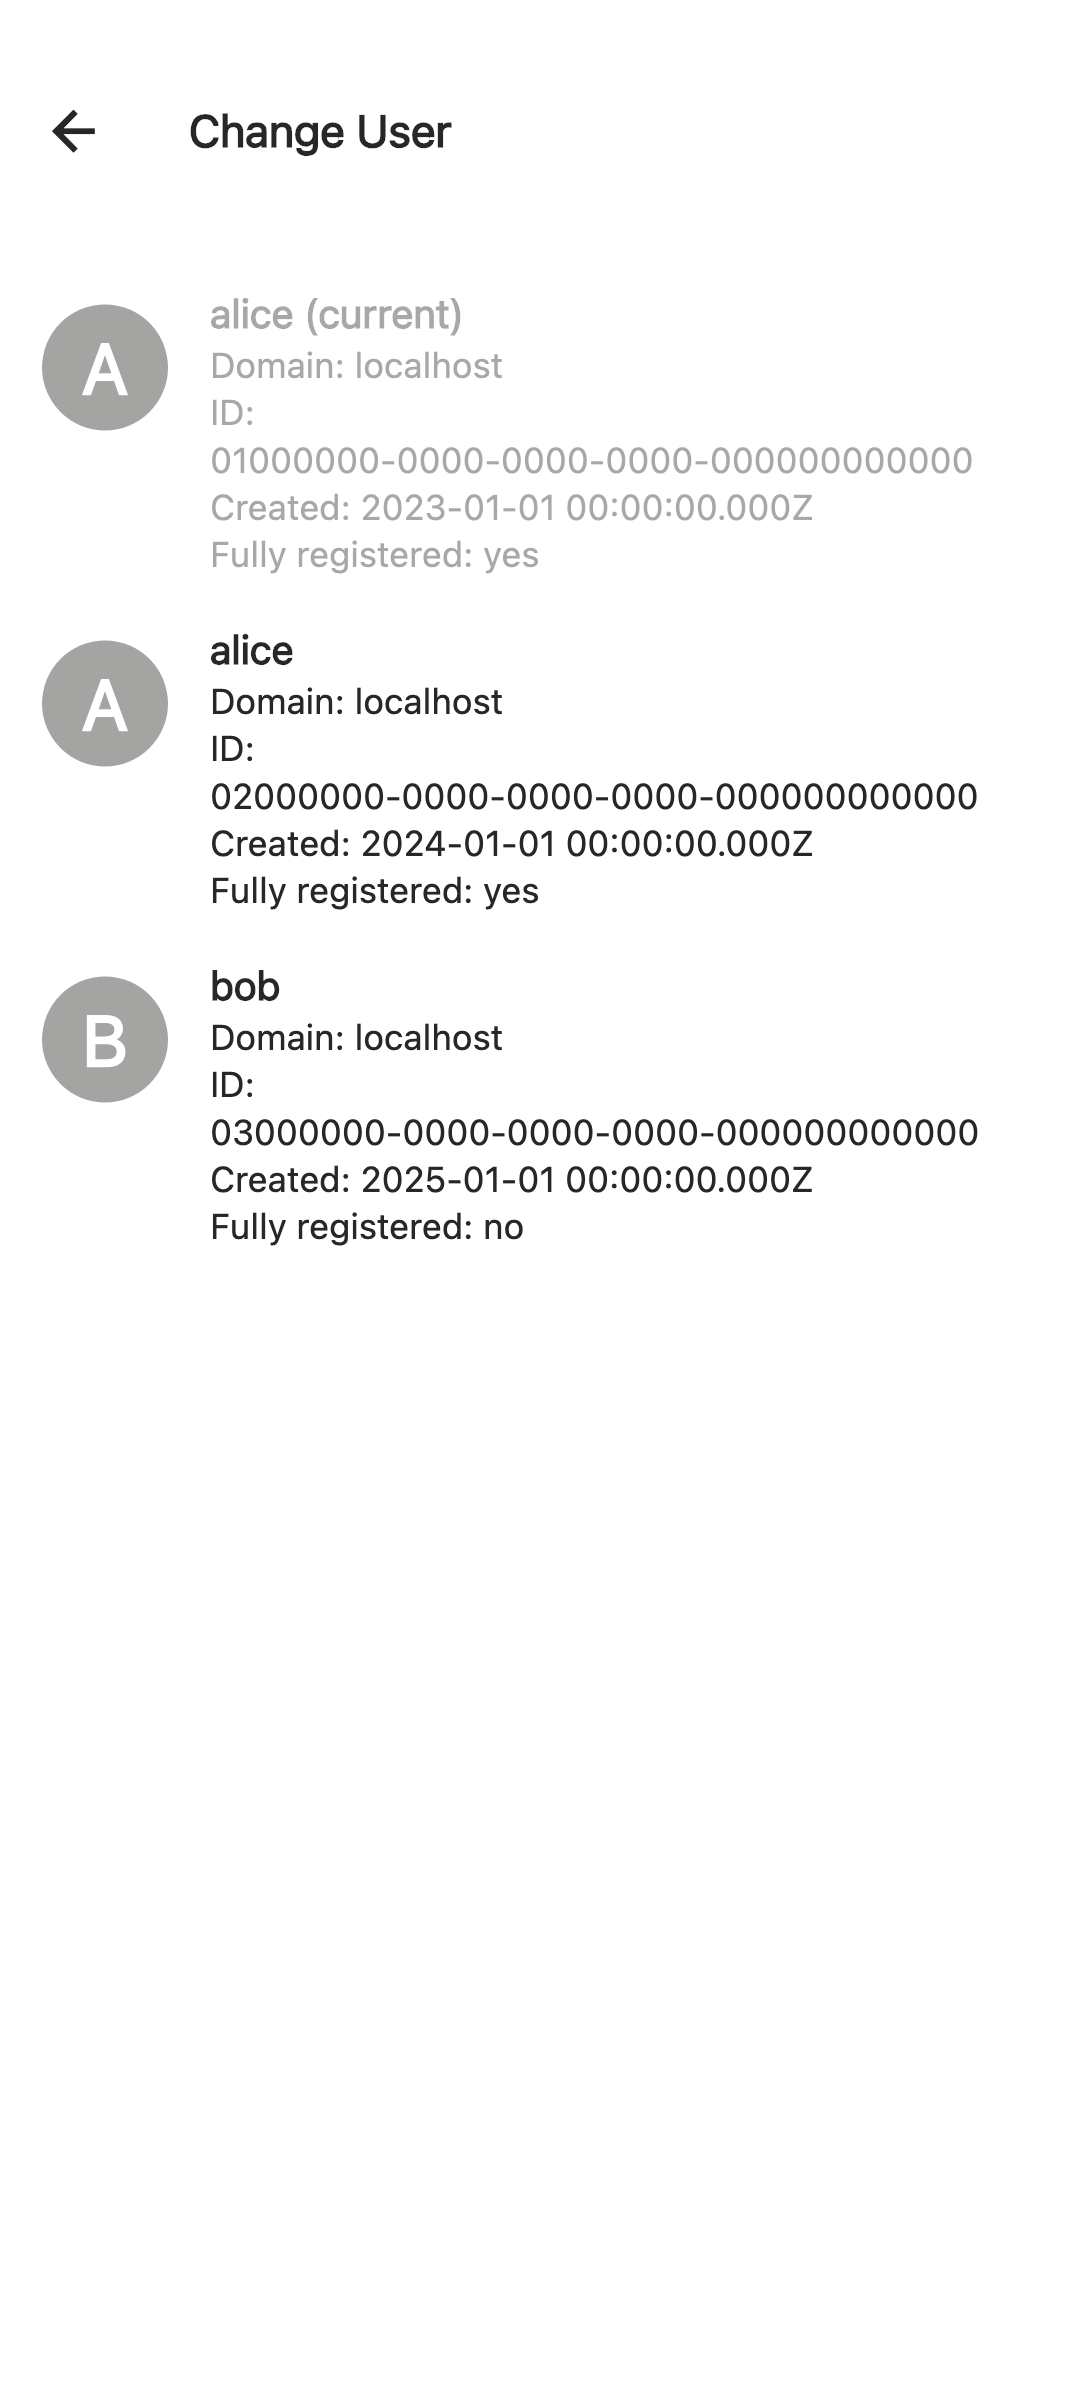 Change User
A
alice (current)
Domain: localhost
ID:
01000000-0000-0000-0000-000000000000
Created: 2023-01-01 00:00:00.000Z
Fully registered: yes
A
alice
Domain: localhost
ID:
02000000-0000-0000-0000-000000000000
Created: 2024-01-01 00:00:00.000Z
Fully registered: yes
B
bob
Domain: localhost
ID:
03000000-0000-0000-0000-000000000000
Created: 2025-01-01 00:00:00.000Z
Fully registered: no